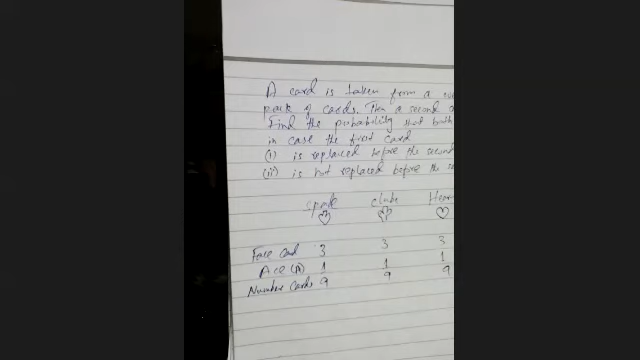 A card is taken from a
pack of cards. Then a second
Find the probability that both
in case the first card
(i) is replaced before the second
(ii) is not replaced before the
spade clubs Hear
Face Card 3 3 3
Ace (A) 1 1 1
Number Cards 9 9 9